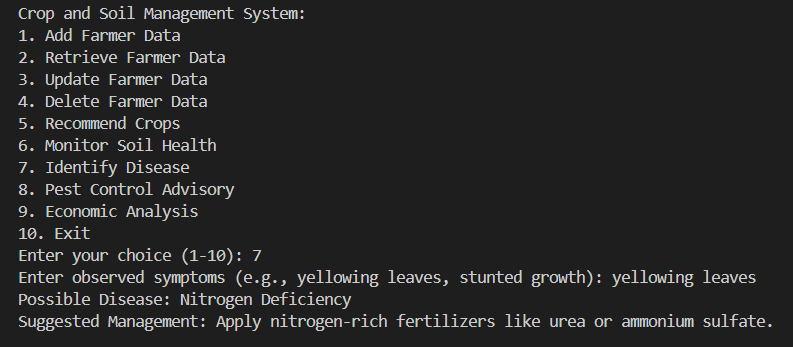 Crop and Soil Management System:
1. Add Farmer Data
2. Retrieve Farmer Data
3. Update Farmer Data
4. Delete Farmer Data
5. Recommend Crops
6. Monitor Soil Health
7. Identify Disease
8. Pest Control Advisory
9. Economic Analysis
10. Exit
Enter your choice (1-10): 7
Enter observed symptoms (e.g., yellowing leaves, stunted growth): yellowing leaves
Possible Disease: Nitrogen Deficiency
Suggested Management: Apply nitrogen-rich fertilizers like urea or ammonium sulfate.